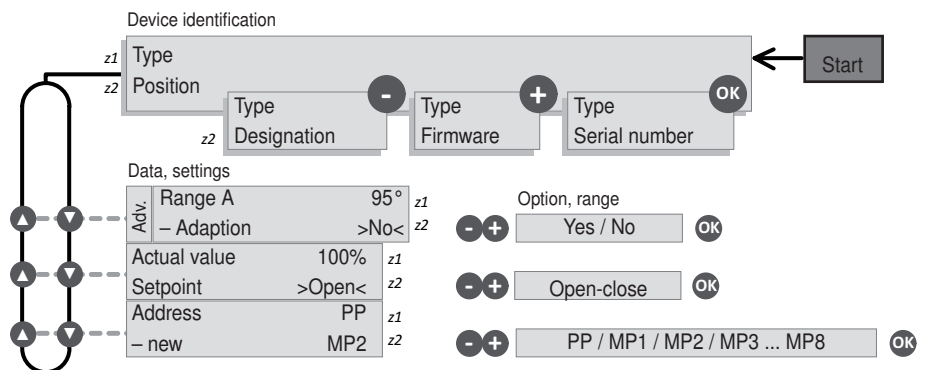 Device identification
z1 Type
z2 Position
Start
Type - Type + Type OK
z2 Designation Firmware Serial number
Data, settings
Adv.
Range A 95° z1
– Adaption >No< z2
Option, range
- + Yes / No OK
Actual value 100% z1
Setpoint >Open< z2
- + Open-close OK
Address PP z1
– new MP2 z2
- + PP / MP1 / MP2 / MP3 ... MP8 OK